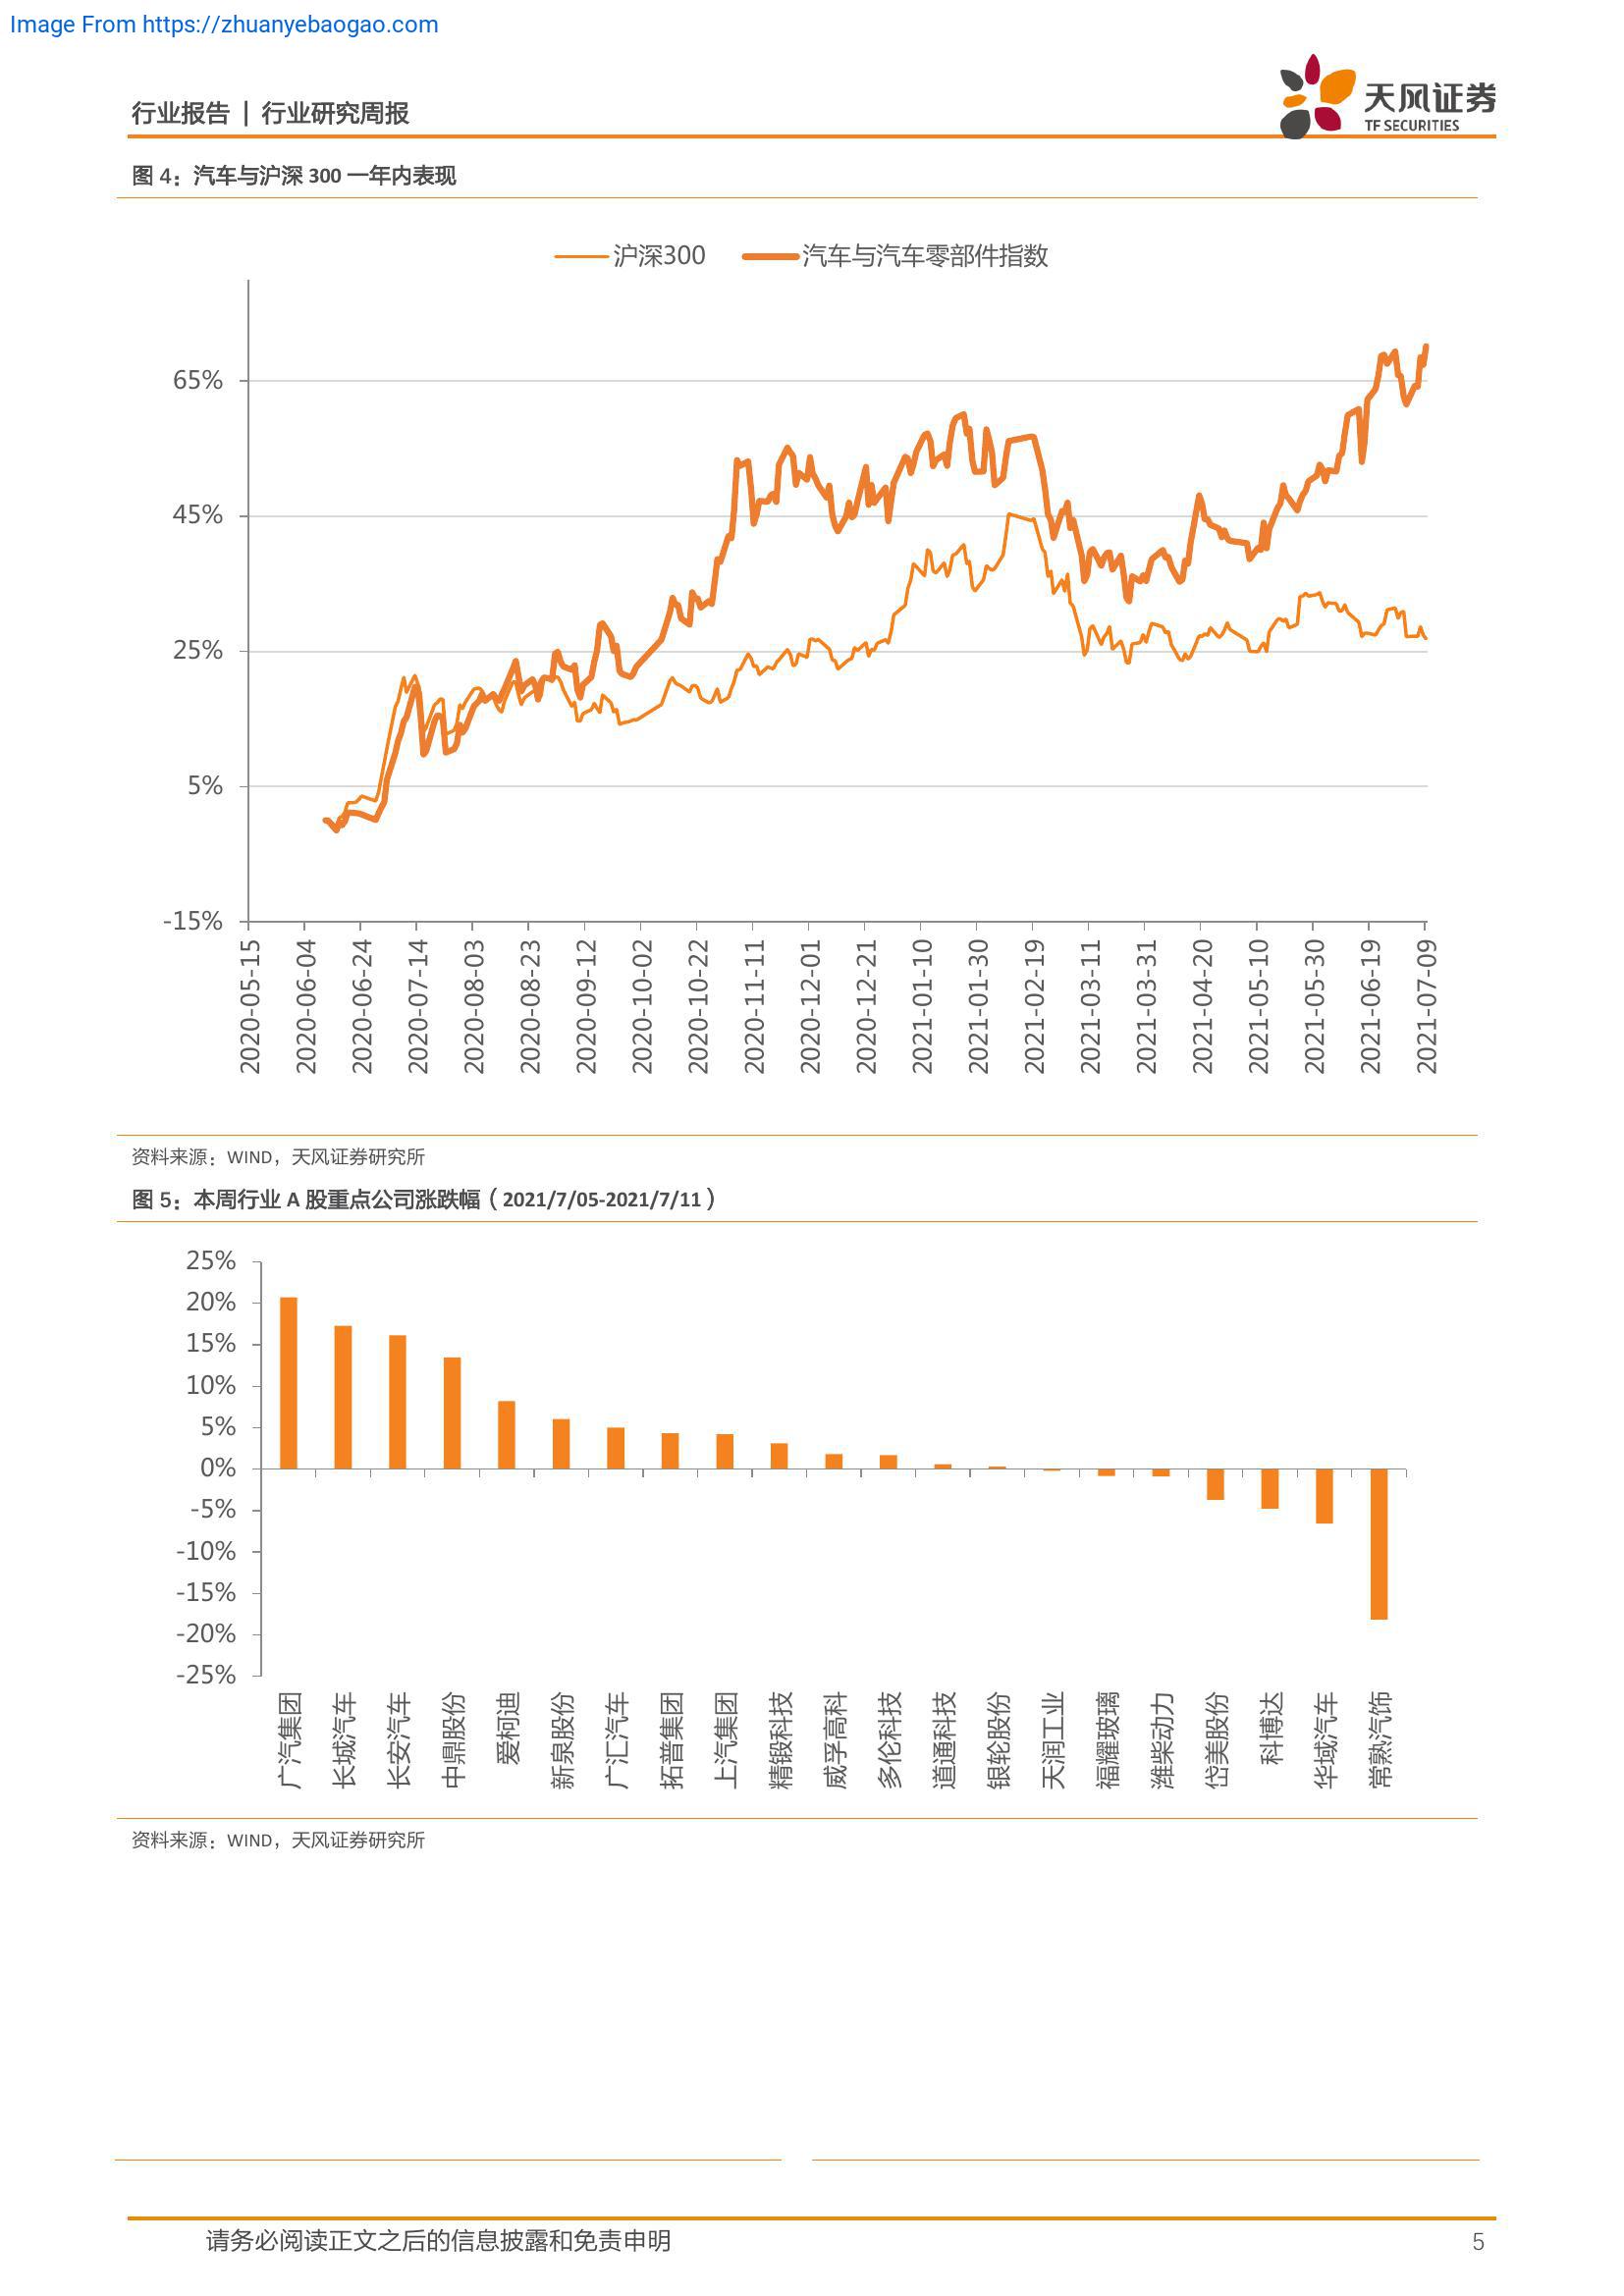 Image From https://zhuanyebaogao.com
行业报告 | 行业研究周报
天风证券
TF SECURITIES
图 4：汽车与沪深 300 一年内表现
沪深300 汽车与汽车零部件指数
65%
45%
25%
5%
-15%
2020-05-15
2020-06-04
2020-06-24
2020-07-14
2020-08-03
2020-08-23
2020-09-12
2020-10-02
2020-10-22
2020-11-11
2020-12-01
2020-12-21
2021-01-10
2021-01-30
2021-02-19
2021-03-11
2021-03-31
2021-04-20
2021-05-10
2021-05-30
2021-06-19
2021-07-09
资料来源：WIND，天风证券研究所
图 5：本周行业 A 股重点公司涨跌幅（2021/7/05-2021/7/11）
25%
20%
15%
10%
5%
0%
-5%
-10%
-15%
-20%
-25%
广汽集团
长城汽车
长安汽车
中鼎股份
爱柯迪
新泉股份
广汇汽车
拓普集团
上汽集团
精锻科技
威孚高科
多伦科技
道通科技
银轮股份
天润工业
福耀玻璃
潍柴动力
岱美股份
科博达
华域汽车
常熟汽饰
资料来源：WIND，天风证券研究所
请务必阅读正文之后的信息披露和免责申明 5